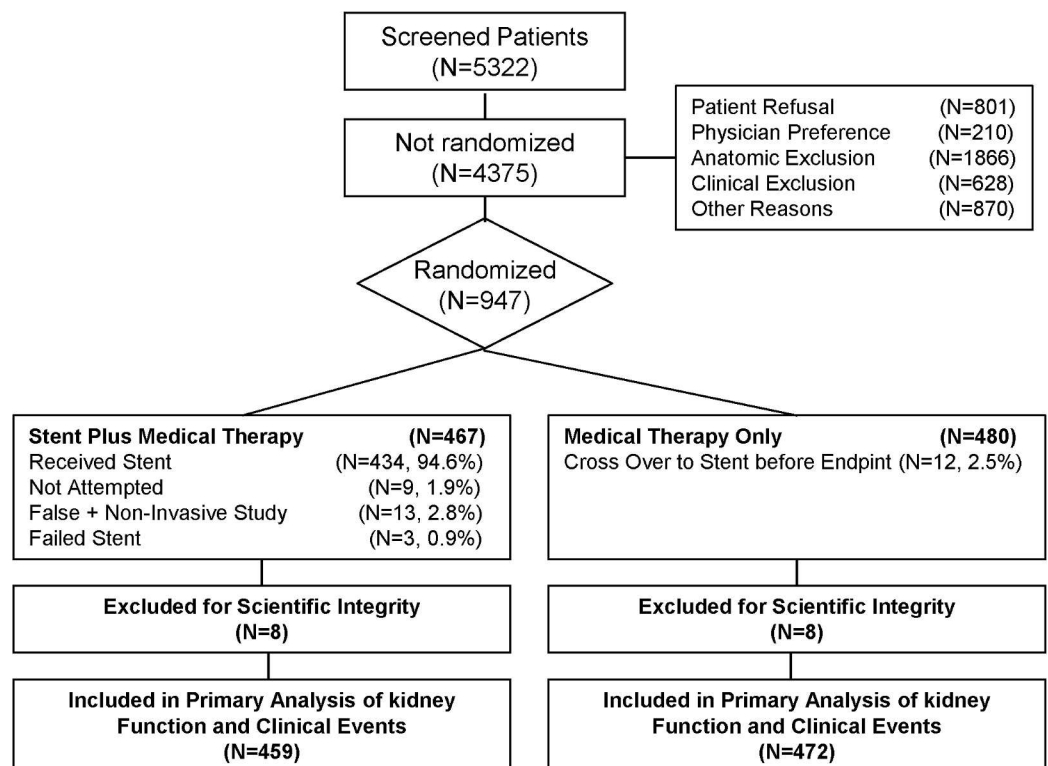 Screened Patients
(N=5322)
Not randomized
(N=4375)
Patient Refusal (N=801)
Physician Preference (N=210)
Anatomic Exclusion (N=1866)
Clinical Exclusion (N=628)
Other Reasons (N=870)
Randomized
(N=947)
Stent Plus Medical Therapy (N=467)
Received Stent (N=434, 94.6%)
Not Attempted (N=9, 1.9%)
False + Non-Invasive Study (N=13, 2.8%)
Failed Stent (N=3, 0.9%)
Medical Therapy Only (N=480)
Cross Over to Stent before Endpint (N=12, 2.5%)
Excluded for Scientific Integrity
(N=8)
Excluded for Scientific Integrity
(N=8)
Included in Primary Analysis of kidney
Function and Clinical Events
(N=459)
Included in Primary Analysis of kidney
Function and Clinical Events
(N=472)